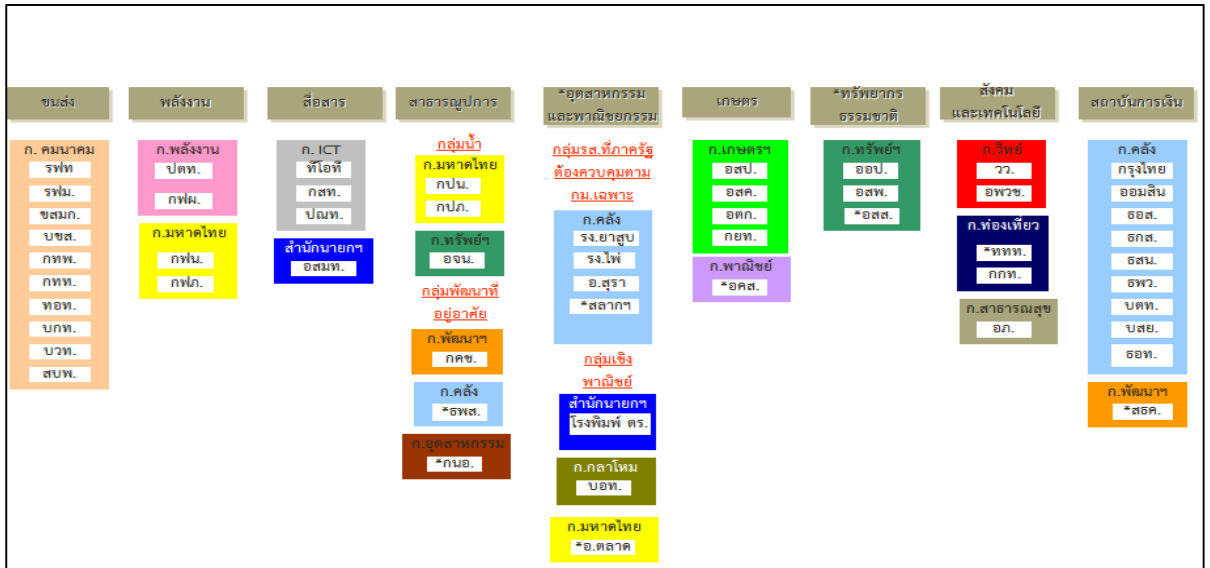 ขนส่ง
ก. คมนาคม
รฟท
รฟม.
ขสมก.
บขส.
กทพ.
กทท.
ทอท.
บกท.
บวท.
สบพ.
พลังงาน
ก.พลังงาน
ปตท.
กฟผ.
ก.มหาดไทย
กฟน.
กฟภ.
สื่อสาร
ก. ICT
ทีโอที
กสท.
ปณท.
สำนักนายกฯ
อสมท.
สาธารณูปการ
กลุ่มน้ำ
ก.มหาดไทย
กปน.
กปภ.
ก.ทรัพย์ฯ
อจน.
กลุ่มพัฒนาที่
อยู่อาศัย
ก.พัฒนาฯ
กคช.
ก.คลัง
*ธพส.
ก.อุตสาหกรรม
*กนอ.
*อุตสาหกรรม
และพาณิชยกรรม
กลุ่มรส.ที่ภาครัฐ
ต้องควบคุมตาม
กม.เฉพาะ
ก.คลัง
รง.ยาสูบ
รง.ไพ่
อ.สุรา
*สลากฯ
กลุ่มเชิง
พาณิชย์
สำนักนายกฯ
โรงพิมพ์ ตร.
ก.กลาโหม
บอท.
ก.มหาดไทย
*อ.ตลาด
เกษตร
ก.เกษตรฯ
อสป.
อสค.
อตก.
กยท.
ก.พาณิชย์
*อคส.
*ทรัพยากร
ธรรมชาติ
ก.ทรัพย์ฯ
ออป.
อสพ.
*อสส.
สังคม
และเทคโนโลยี
ก.วิทย์
วว.
อพวช.
ก.ท่องเที่ยว
*ททท.
กกท.
ก.สาธารณสุข
อภ.
สถาบันการเงิน
ก.คลัง
กรุงไทย
ออมสิน
ธอส.
ธกส.
ธสน.
ธพว.
บตท.
บสย.
ธอท.
ก.พัฒนาฯ
*สธค.